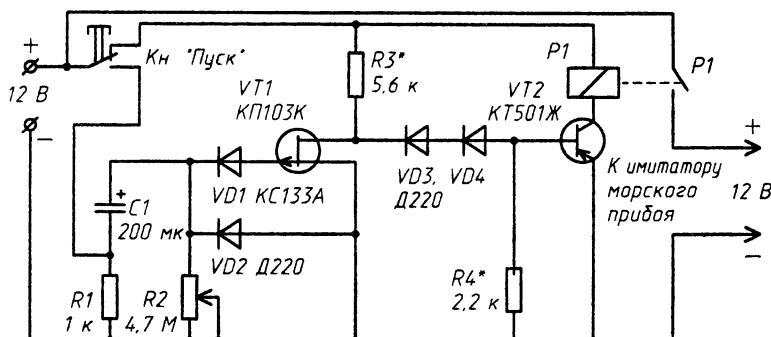 +
12 В
−
Кн "Пуск"
VT1
КП103К
R3*
5,6 к
P1
VT2
КТ501Ж
P1
+
C1
200 мк
VD1 КС133А
VD2 Д220
VD3,
Д220
VD4
К имитатору
морского
прибоя
+
12 В
−
R1
1 к
R2
4,7 М
R4*
2,2 к